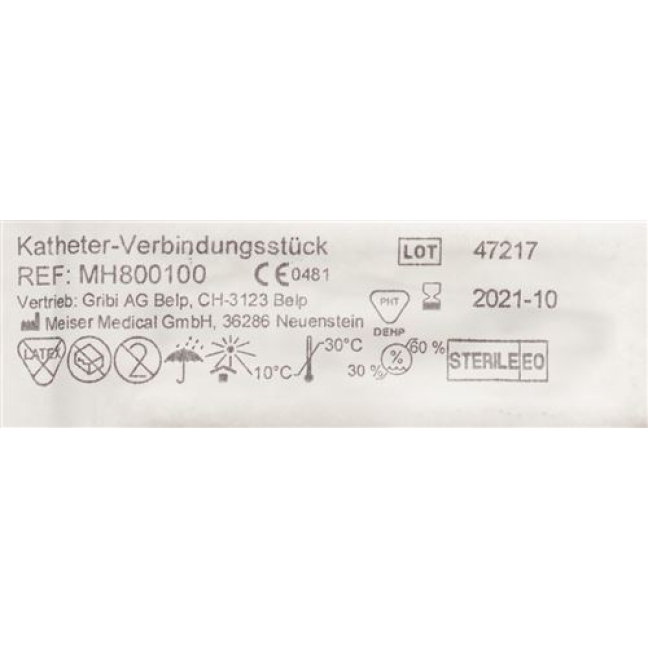 Katheter-Verbindungsstück
REF: MH800100 CE 0481
Vertrieb: Gribi AG Belp, CH-3123 Belp
Meiser Medical GmbH, 36286 Neuenstein
LOT 47217
PHT 2021-10
DEHP
LATEX 2 10°C 30°C 30 % % 60 % STERILE EO